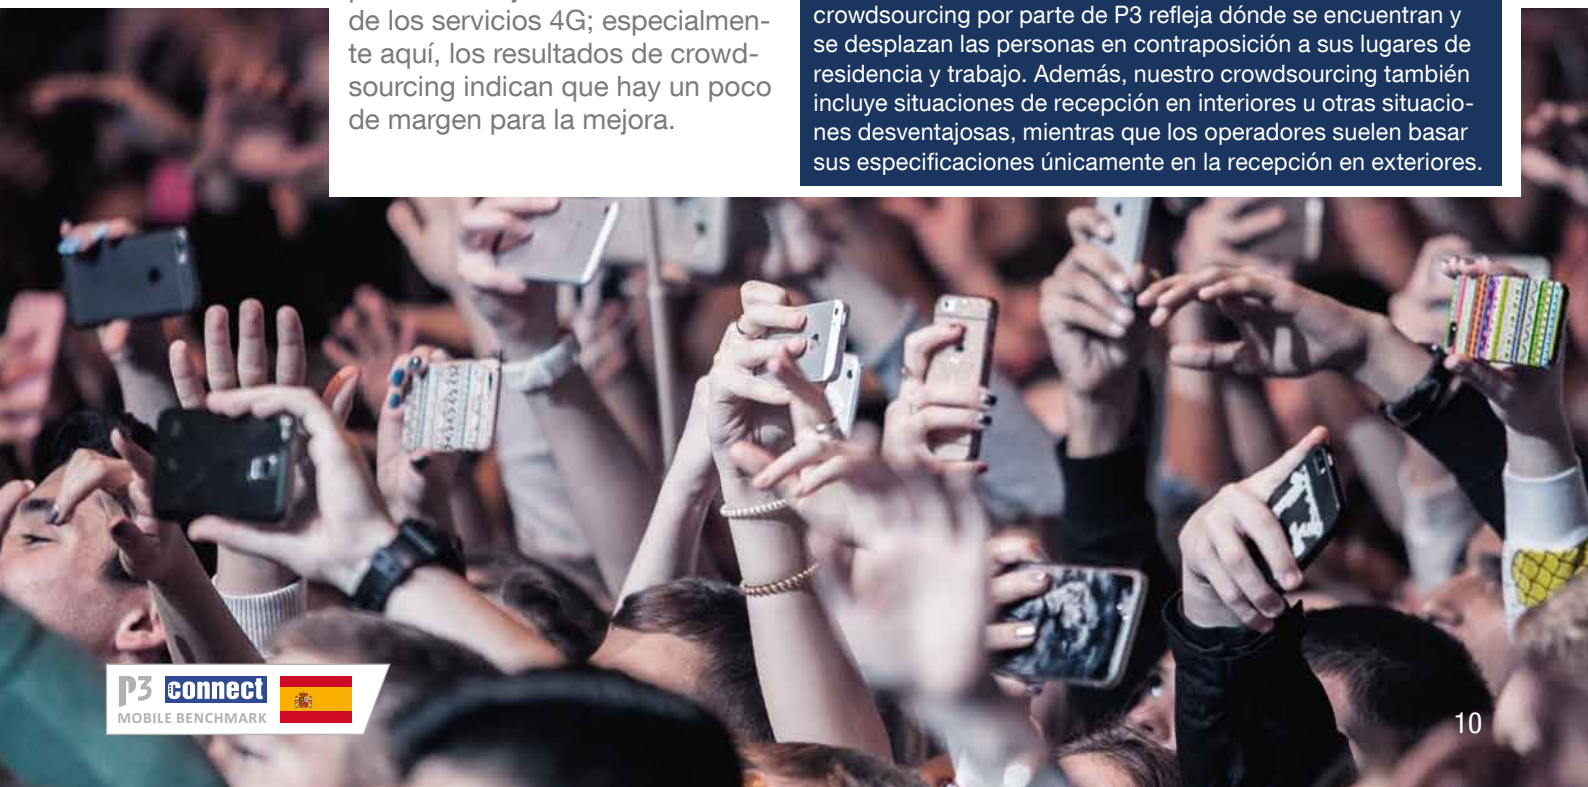 de los servicios 4G; especialmen-
te aquí, los resultados de crowd-
sourcing indican que hay un poco
de margen para la mejora.
crowdsourcing por parte de P3 refleja dónde se encuentran y
se desplazan las personas en contraposición a sus lugares de
residencia y trabajo. Además, nuestro crowdsourcing también
incluye situaciones de recepción en interiores u otras situacio-
nes desventajosas, mientras que los operadores suelen basar
sus especificaciones únicamente en la recepción en exteriores.
P3 connect
MOBILE BENCHMARK
10